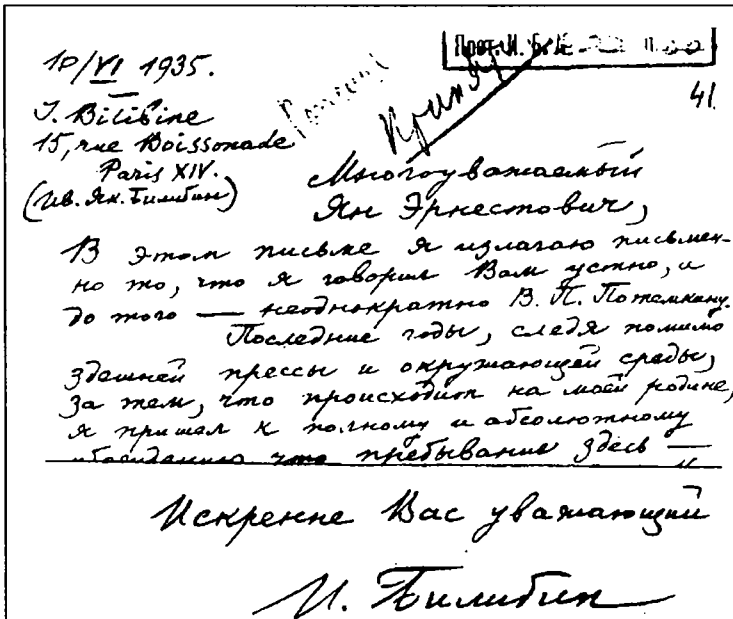 10/VI 1935.
41
I. Bilibine
15, rue Boissonade
Paris XIV.
(Ив. Як. Билибин)
Многоуважаемый
Ян Эрнестович,
В этом письме я излагаю письмен-
но то, что я говорил Вам устно, и
до того — неоднократно В. П. Потемкину.
Последние годы, следя помимо
здешней прессы и окружающей среды,
за тем, что происходит на моей родине,
я пришел к полному и абсолютному
убеждению что пребывание здесь —
Искренне Вас уважающий
И. Билибин